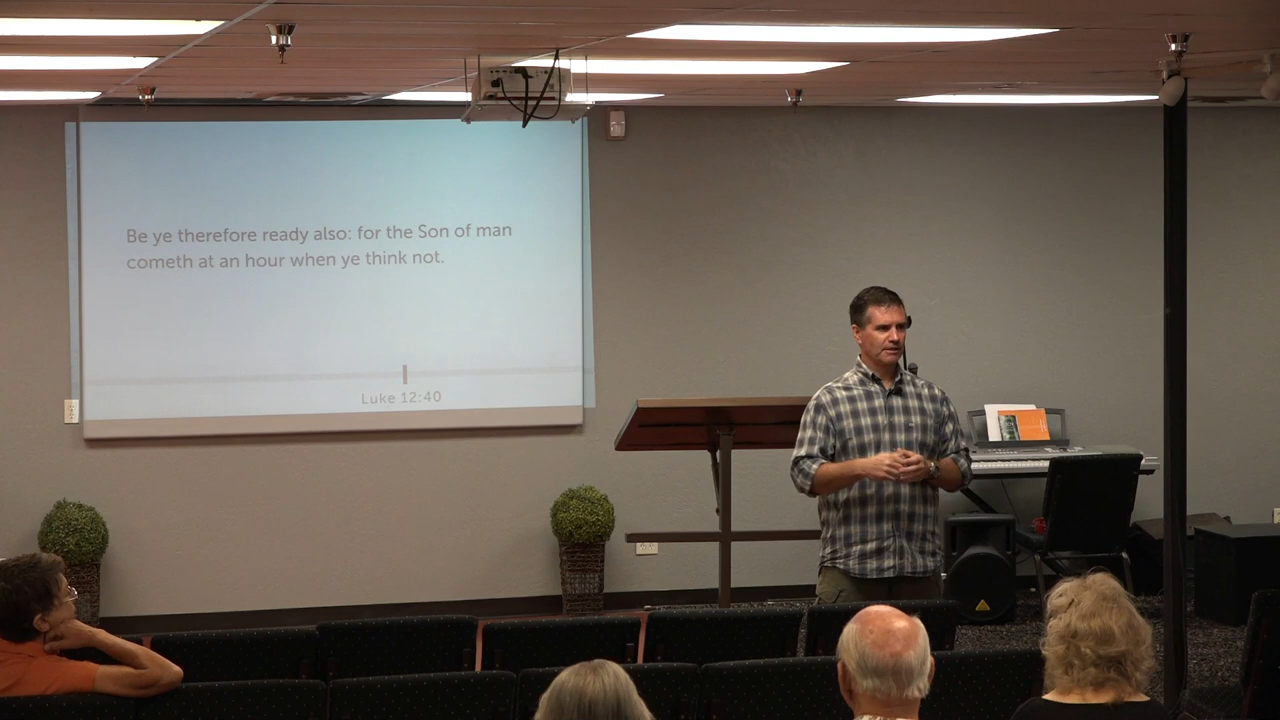 Be ye therefore ready also: for the Son of man
cometh at an hour when ye think not.
Luke 12:40